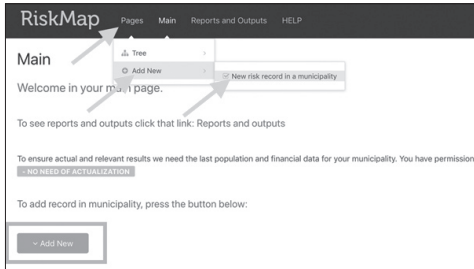 RiskMap Pages Main Reports and Outputs HELP
Tree
Main
Add New
New risk record in a municipality
Welcome in your main page.
To see reports and outputs click that link: Reports and outputs
To ensure actual and relevant results we need the last population and financial data for your municipality. You have permission
- NO NEED OF ACTUALIZATION
To add record in municipality, press the button below:
Add New